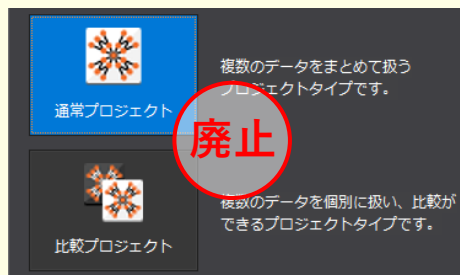 複数のデータをまとめて扱う
プロジェクトタイプです。
通常プロジェクト
廃止
複数のデータを個別に扱い、比較が
できるプロジェクトタイプです。
比較プロジェクト